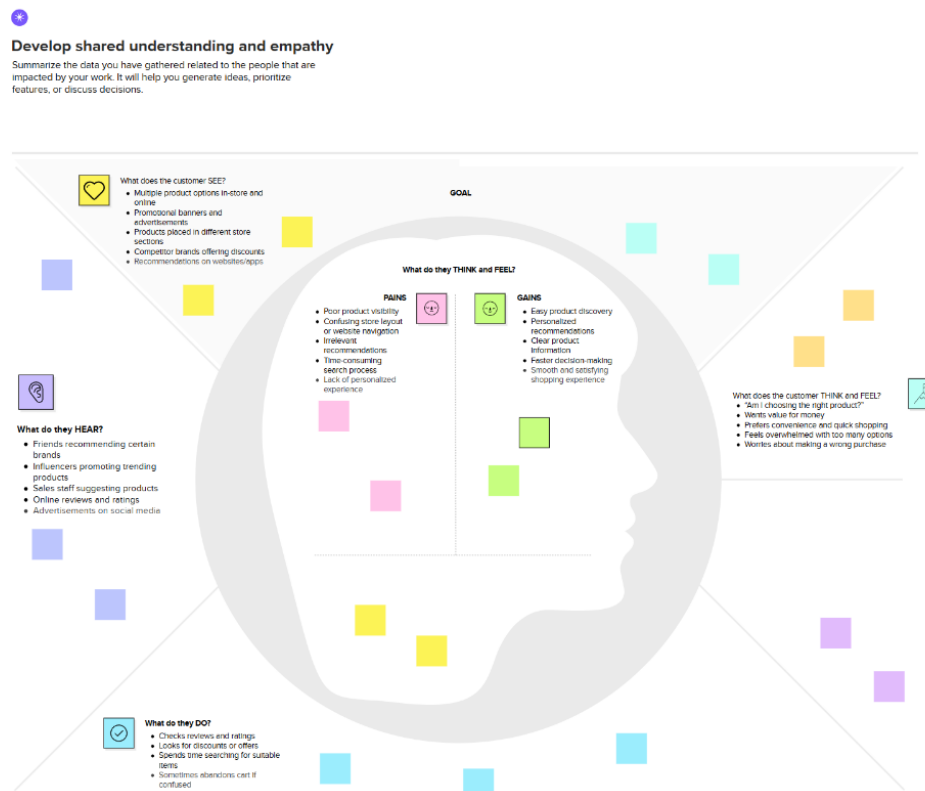 Develop shared understanding and empathy
Summarize the data you have gathered related to the people that are
impacted by your work. It will help you generate ideas, prioritize
features, or discuss decisions.
What does the customer SEE?
• Multiple product options in-store and
online
• Promotional banners and
advertisements
• Products placed in different store
sections
• Competitor brands offering discounts
• Recommendations on websites/apps
GOAL
What do they THINK and FEEL?
PAINS
• Poor product visibility
• Confusing store layout
or website navigation
• Irrelevant
recommendations
• Time-consuming
search process
• Lack of personalized
experience
GAINS
• Easy product discovery
• Personalized
recommendations
• Clear product
information
• Faster decision-making
• Smooth and satisfying
shopping experience
What do they HEAR?
• Friends recommending certain
brands
• Influencers promoting trending
products
• Sales staff suggesting products
• Online reviews and ratings
• Advertisements on social media
What does the customer THINK and FEEL?
• "Am I choosing the right product?"
• Wants value for money
• Prefers convenience and quick shopping
• Feels overwhelmed with too many options
• Worries about making a wrong purchase
What do they DO?
• Checks reviews and ratings
• Looks for discounts or offers
• Spends time searching for suitable
items
• Sometimes abandons cart if
confused